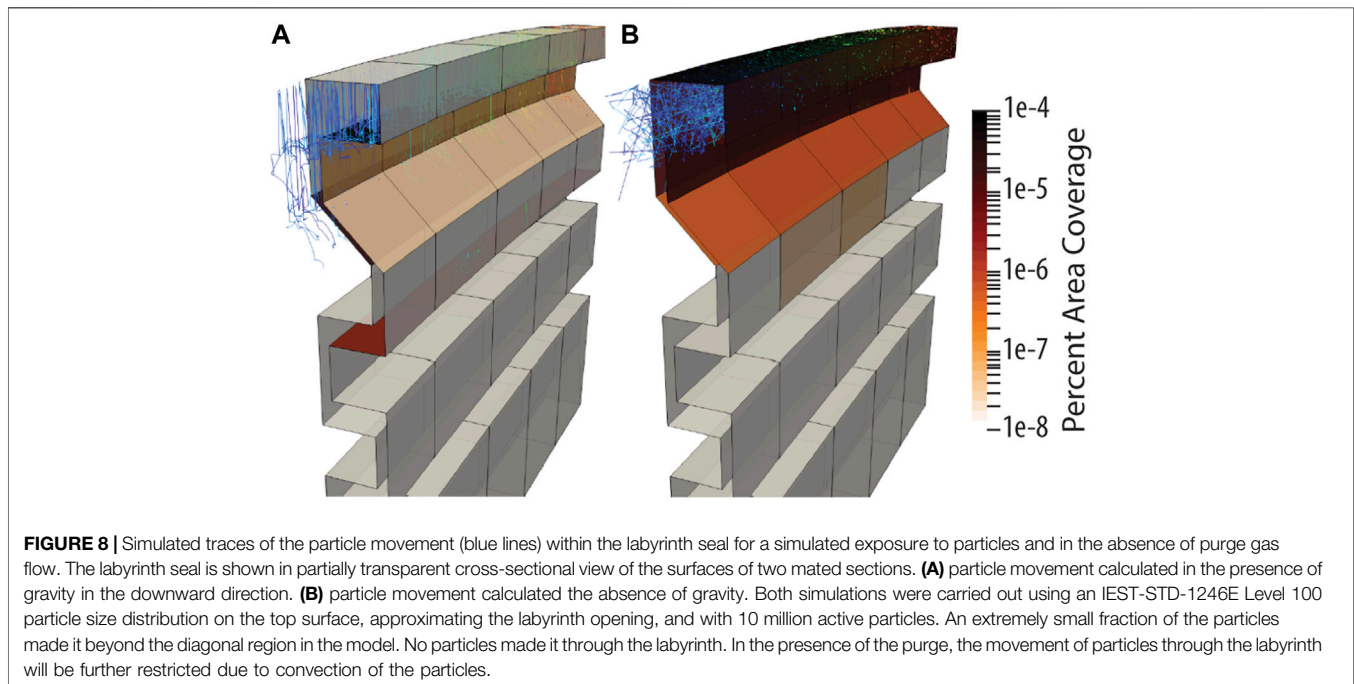 A
B
1e-4
1e-5
1e-6
1e-7
1e-8
Percent Area Coverage
FIGURE 8 | Simulated traces of the particle movement (blue lines) within the labyrinth seal for a simulated exposure to particles and in the absence of purge gas
flow. The labyrinth seal is shown in partially transparent cross-sectional view of the surfaces of two mated sections. (A) particle movement calculated in the presence of
gravity in the downward direction. (B) particle movement calculated the absence of gravity. Both simulations were carried out using an IEST-STD-1246E Level 100
particle size distribution on the top surface, approximating the labyrinth opening, and with 10 million active particles. An extremely small fraction of the particles
made it beyond the diagonal region in the model. No particles made it through the labyrinth. In the presence of the purge, the movement of particles through the labyrinth
will be further restricted due to convection of the particles.